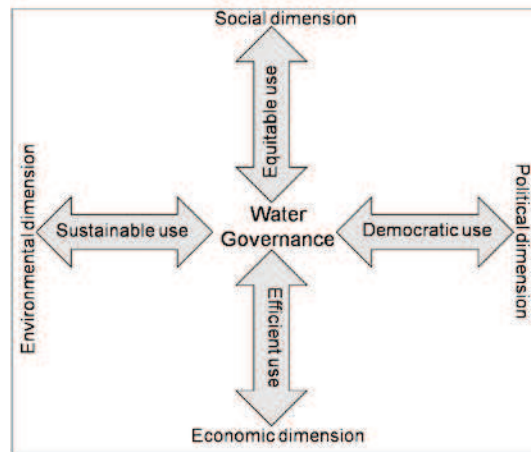 Social dimension
Equitable use
Environmental dimension
Sustainable use
Water
Governance
Democratic use
Political dimension
Efficient use
Economic dimension